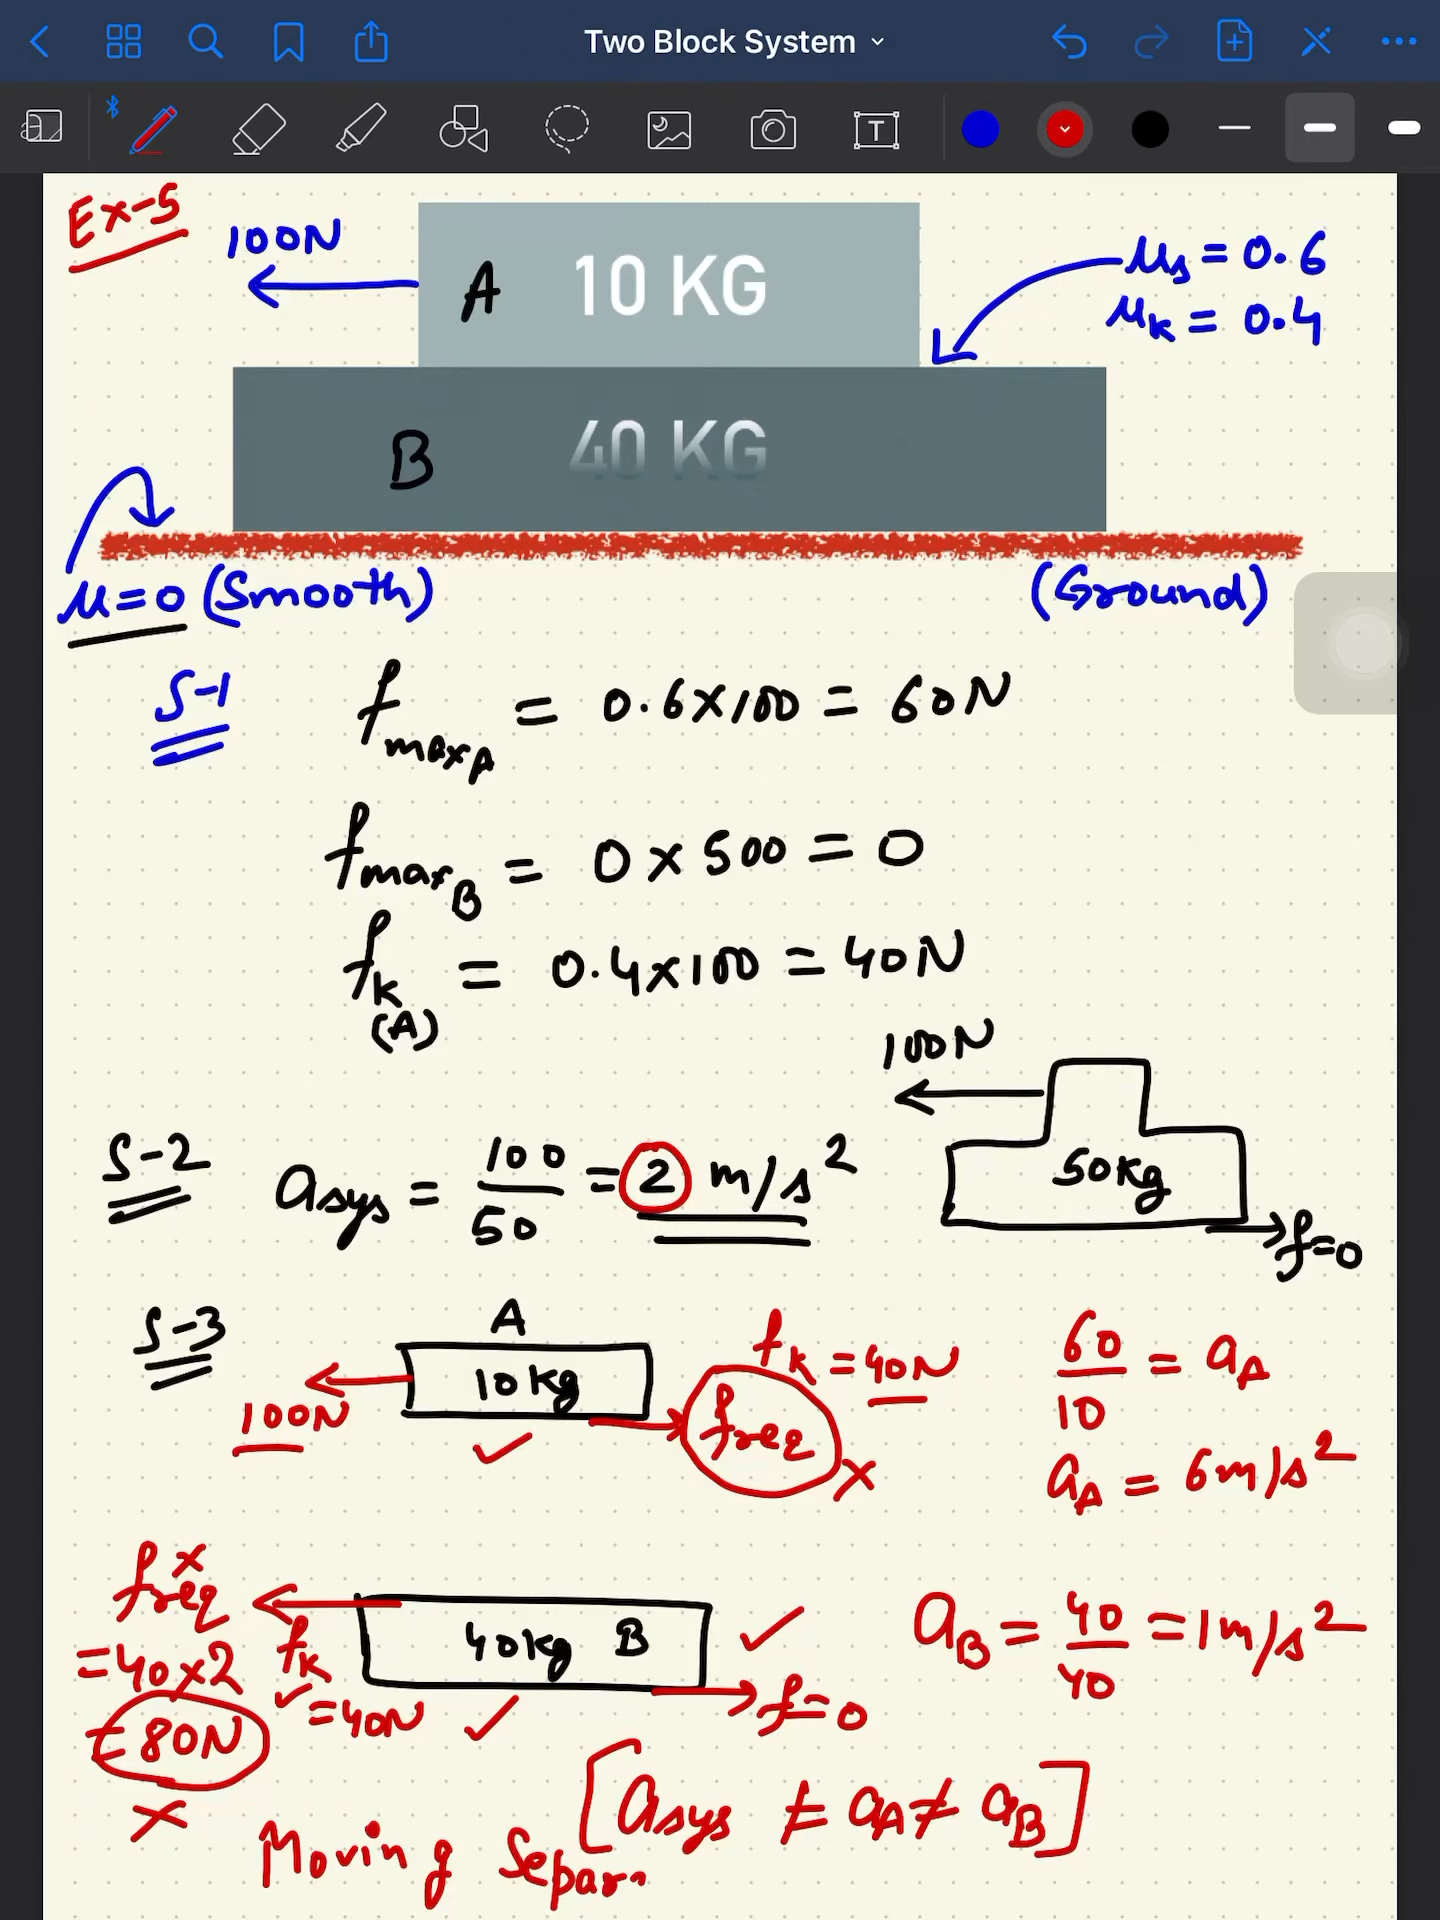 Two Block System
T
Ex-5
100N
A 10 KG
μs = 0.6
μk = 0.4
B 40 KG
μ=0 (Smooth)
(Ground)
S-1
f maxA = 0.6×100 = 60N
f maxB = 0 × 500 = 0
fk (A) = 0.4×100 = 40N
100N
S-2
asys = 100/50 = 2 m/s²
50kg
f=0
S-3
A
10kg
100N
fk = 40N
freq x
60/10 = aA
aA = 6m/s²
freq x
= 40×2
= 80N
x
fk
= 40N
40kg B
f=0
aB = 40/40 = 1m/s²
[asys ≠ aA ≠ aB]
Moving Separ